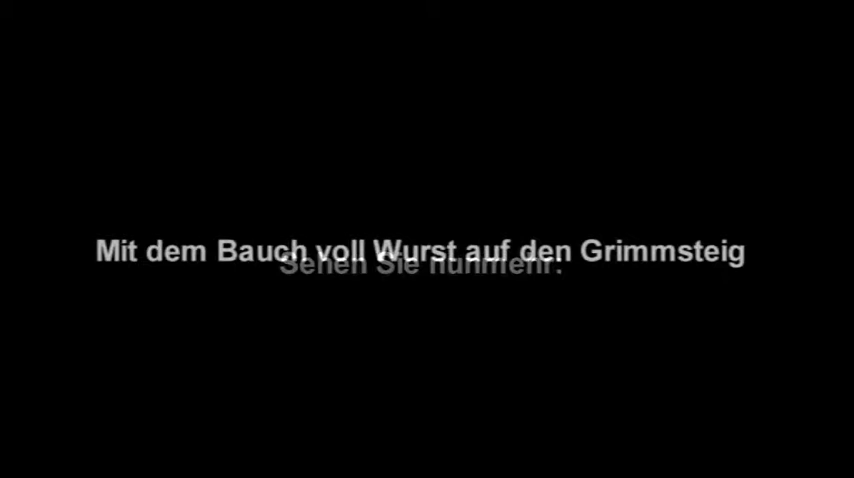 Mit dem Bauch voll Wurst auf den Grimmsteig
Sehen Sie nunmehr: